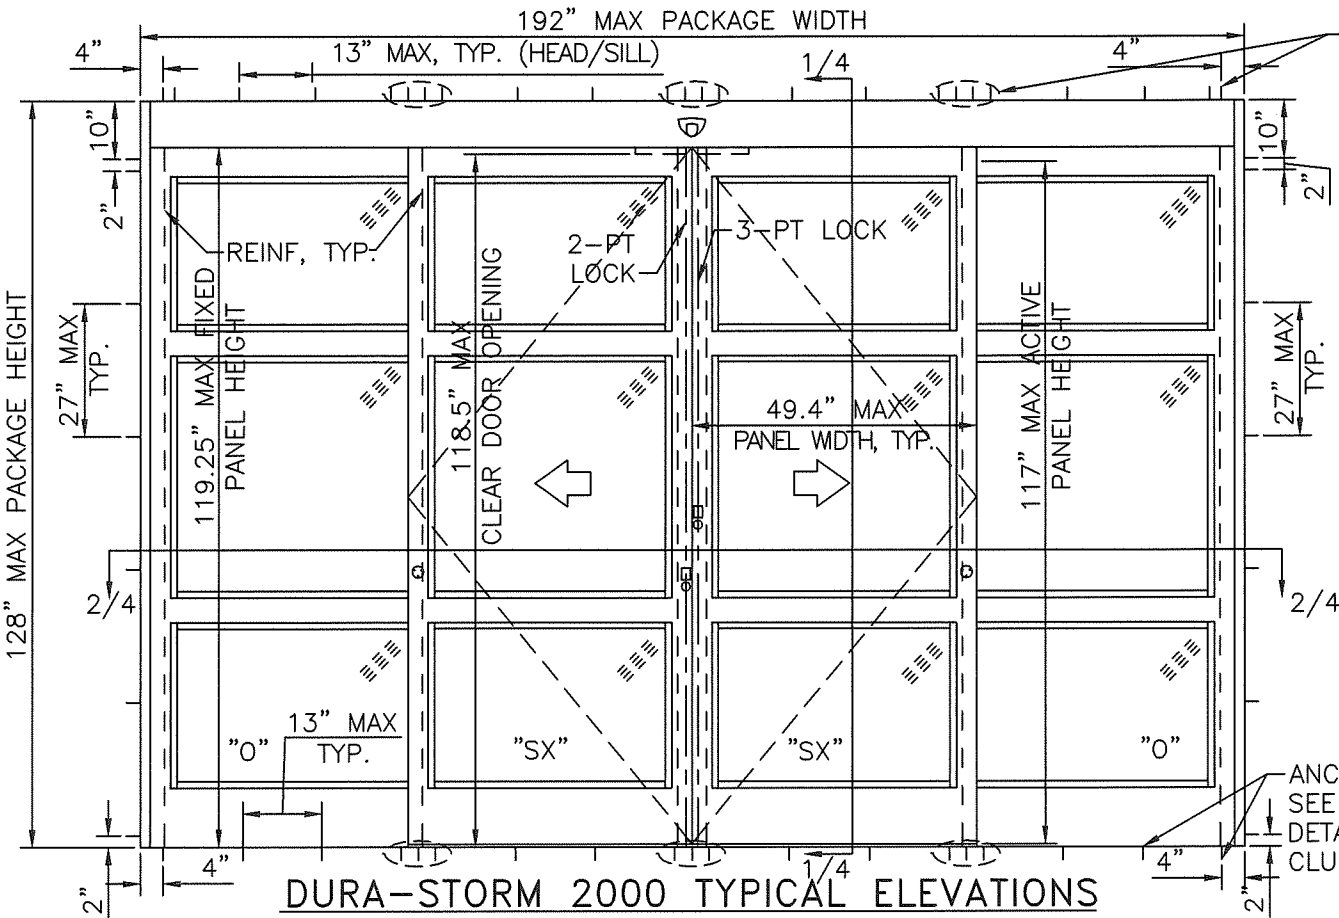 192" MAX PACKAGE WIDTH
4"
13" MAX, TYP. (HEAD/SILL)
1/4
4"
10"
10"
2"
2"
REINF, TYP.
2-PT
LOCK
3-PT LOCK
128" MAX PACKAGE HEIGHT
27" MAX
TYP.
119.25" MAX FIXED
PANEL HEIGHT
118.5" MAX
CLEAR DOOR OPENING
49.4" MAX
PANEL WIDTH, TYP.
117" MAX ACTIVE
PANEL HEIGHT
27" MAX
TYP.
2/4
2/4
13" MAX
TYP.
"O"
"SX"
"SX"
"O"
ANC
SEE
DETA
CLU
4"
1/4
4"
2"
2"
DURA-STORM 2000 TYPICAL ELEVATIONS